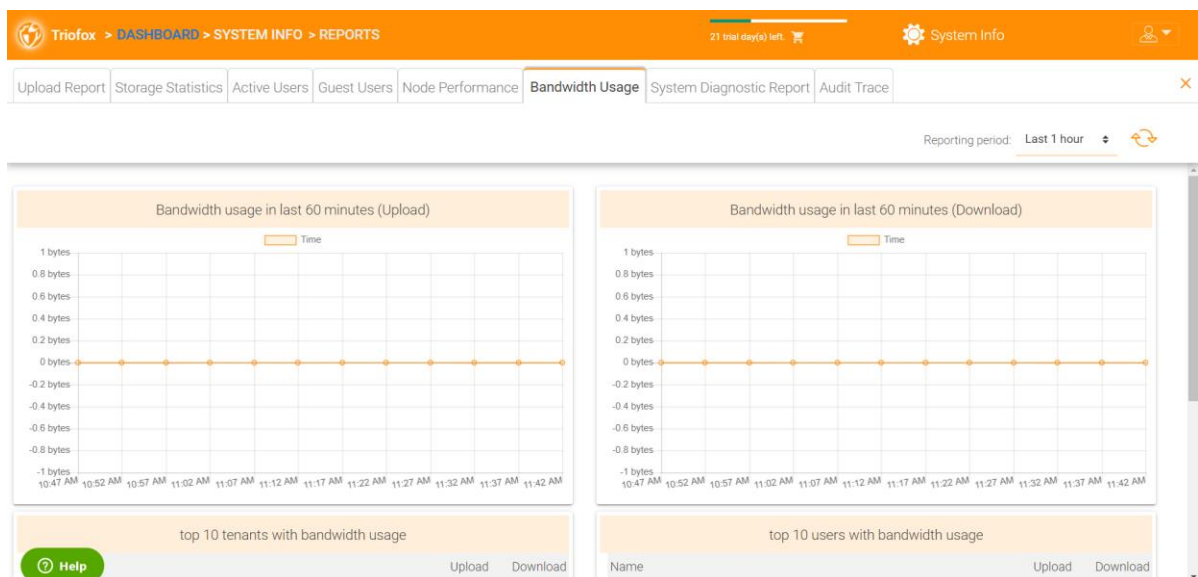 Triofox > DASHBOARD > SYSTEM INFO > REPORTS
21 trial day(s) left.
System Info
Upload Report Storage Statistics Active Users Guest Users Node Performance Bandwidth Usage System Diagnostic Report Audit Trace
Reporting period: Last 1 hour
Bandwidth usage in last 60 minutes (Upload)
Time
1 bytes
0.8 bytes
0.6 bytes
0.4 bytes
0.2 bytes
0 bytes
-0.2 bytes
-0.4 bytes
-0.6 bytes
-0.8 bytes
-1 bytes
10:47 AM 10:52 AM 10:57 AM 11:02 AM 11:07 AM 11:12 AM 11:17 AM 11:22 AM 11:27 AM 11:32 AM 11:37 AM 11:42 AM
Bandwidth usage in last 60 minutes (Download)
Time
1 bytes
0.8 bytes
0.6 bytes
0.4 bytes
0.2 bytes
0 bytes
-0.2 bytes
-0.4 bytes
-0.6 bytes
-0.8 bytes
-1 bytes
10:47 AM 10:52 AM 10:57 AM 11:02 AM 11:07 AM 11:12 AM 11:17 AM 11:22 AM 11:27 AM 11:32 AM 11:37 AM 11:42 AM
top 10 tenants with bandwidth usage
Upload Download
top 10 users with bandwidth usage
Name Upload Download
Help